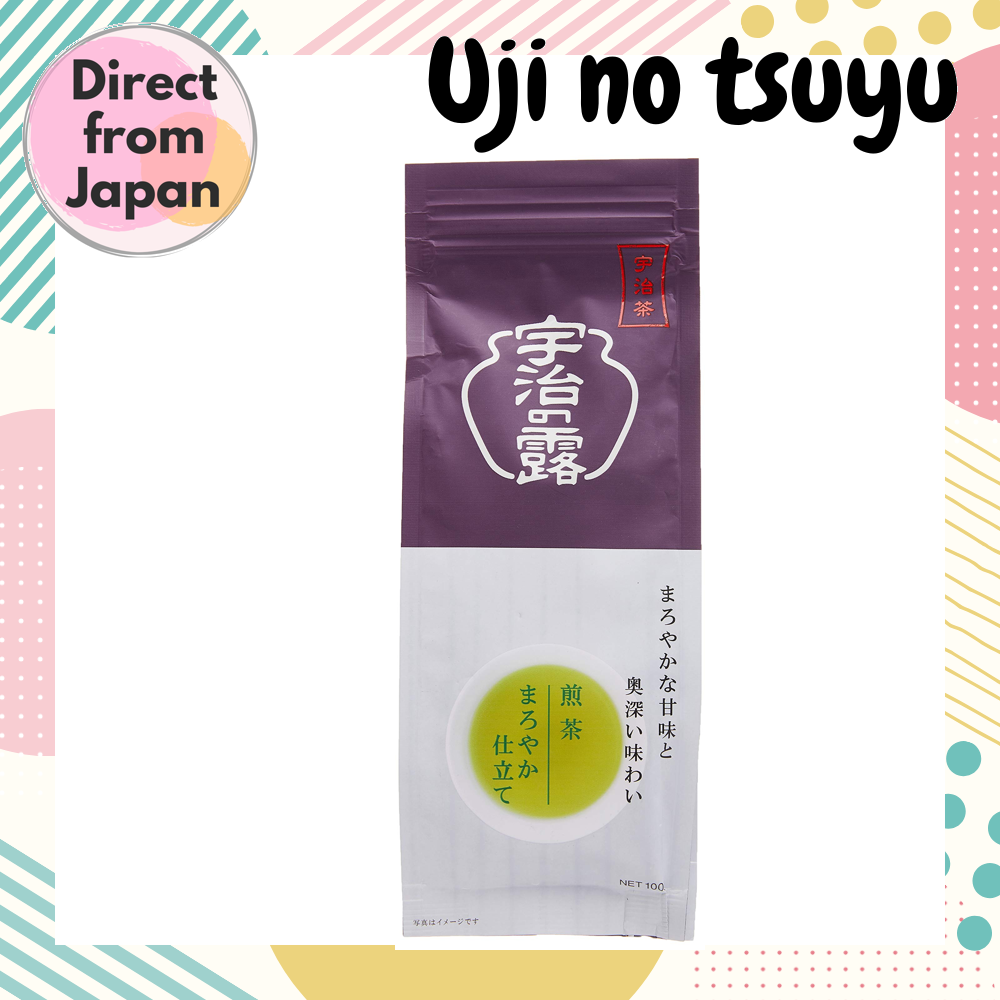 Direct
from
Japan
Uji no tsuyu
宇治茶
宇治の露
まろやかな甘味と
奥深い味わい
煎茶
まろやか
仕立て
NET 100
写真はイメージです